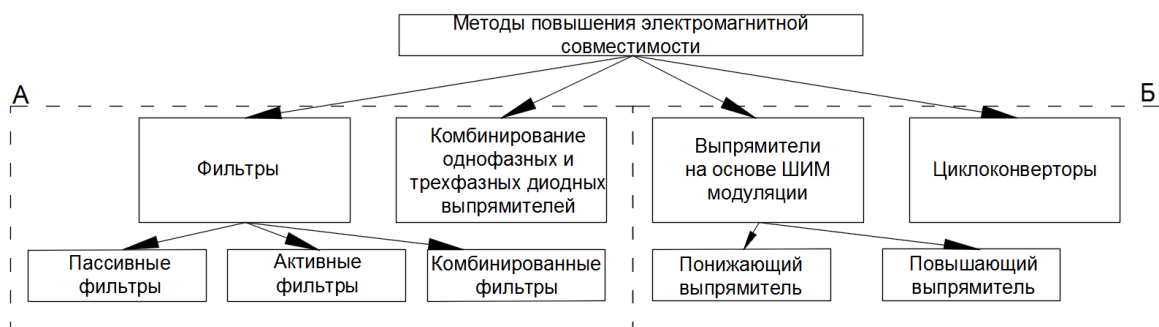 Методы повышения электромагнитной
совместимости
А
Б
Фильтры
Комбинирование
однофазных и
трехфазных диодных
выпрямителей
Выпрямители
на основе ШИМ
модуляции
Циклоконверторы
Пассивные
фильтры
Активные
фильтры
Комбинированные
фильтры
Понижающий
выпрямитель
Повышающий
выпрямитель